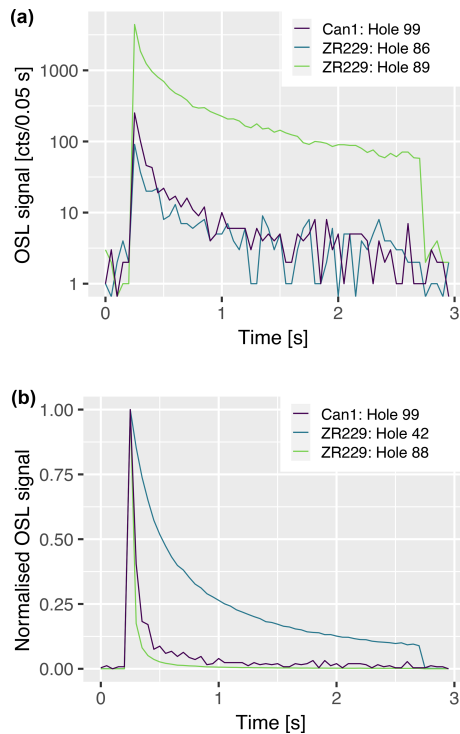 (a)
Can1: Hole 99
ZR229: Hole 86
ZR229: Hole 89
OSL signal [cts/0.05 s]
1000
100
10
1
0 1 2 3
Time [s]
(b)
Can1: Hole 99
ZR229: Hole 42
ZR229: Hole 88
Normalised OSL signal
1.00
0.75
0.50
0.25
0.00
0 1 2 3
Time [s]